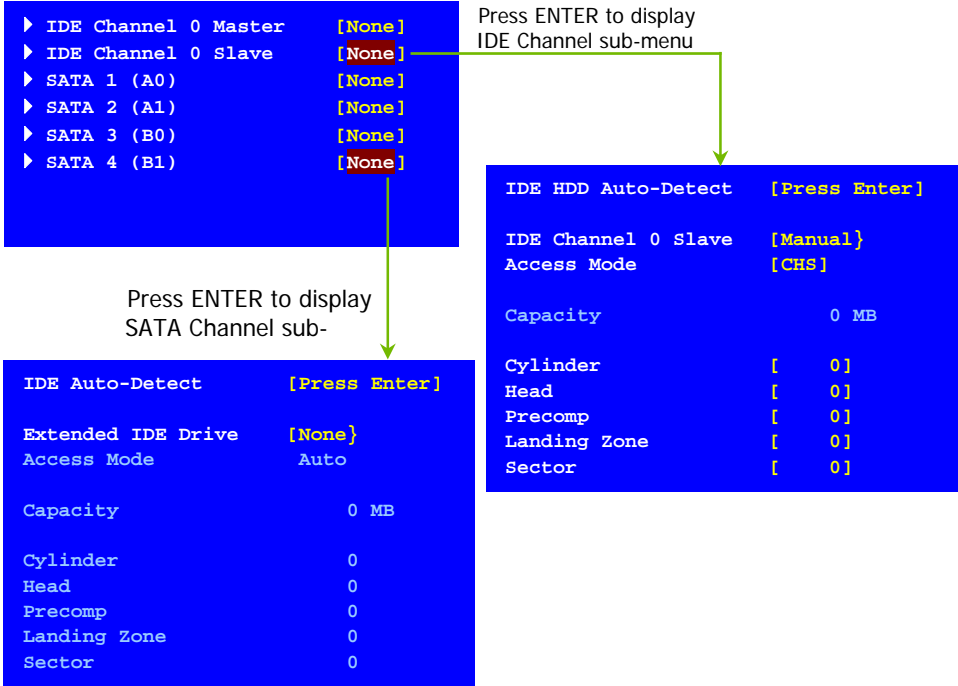 IDE Channel 0 Master [None]
IDE Channel 0 Slave [None]
SATA 1 (A0) [None]
SATA 2 (A1) [None]
SATA 3 (B0) [None]
SATA 4 (B1) [None]
Press ENTER to display
IDE Channel sub-menu
IDE HDD Auto-Detect [Press Enter]
IDE Channel 0 Slave [Manual}
Access Mode [CHS]
Capacity 0 MB
Cylinder [ 0]
Head [ 0]
Precomp [ 0]
Landing Zone [ 0]
Sector [ 0]
Press ENTER to display
SATA Channel sub-
IDE Auto-Detect [Press Enter]
Extended IDE Drive [None}
Access Mode Auto
Capacity 0 MB
Cylinder 0
Head 0
Precomp 0
Landing Zone 0
Sector 0